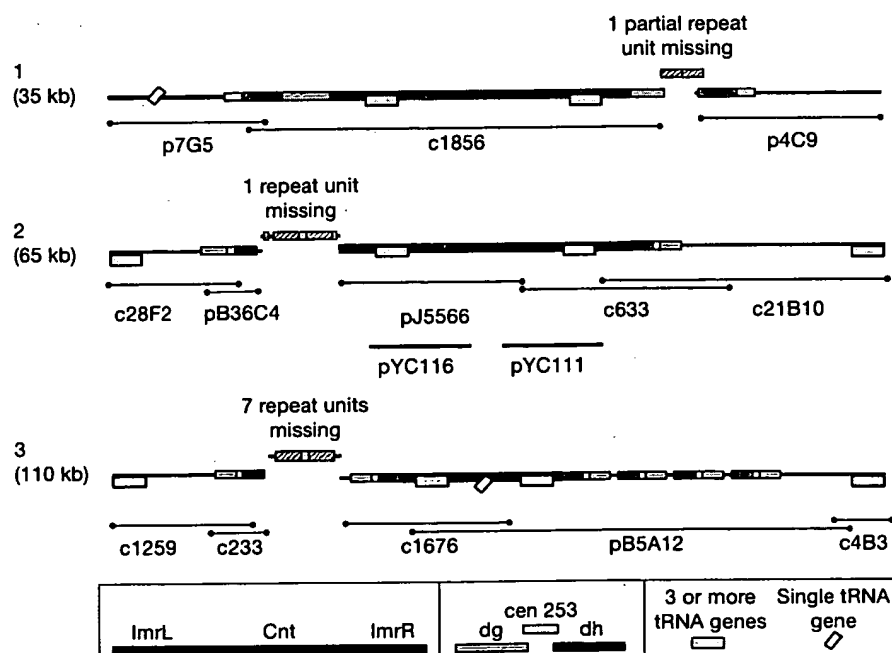 1 partial repeat
unit missing
1
(35 kb)
p7G5
c1856
p4C9
1 repeat unit
missing
2
(65 kb)
c28F2
pB36C4
pJ5566
c633
c21B10
pYC116
pYC111
7 repeat units
missing
3
(110 kb)
c1259
c233
c1676
pB5A12
c4B3
ImrL
Cnt
ImrR
cen 253
dg
dh
3 or more
tRNA genes
Single tRNA
gene